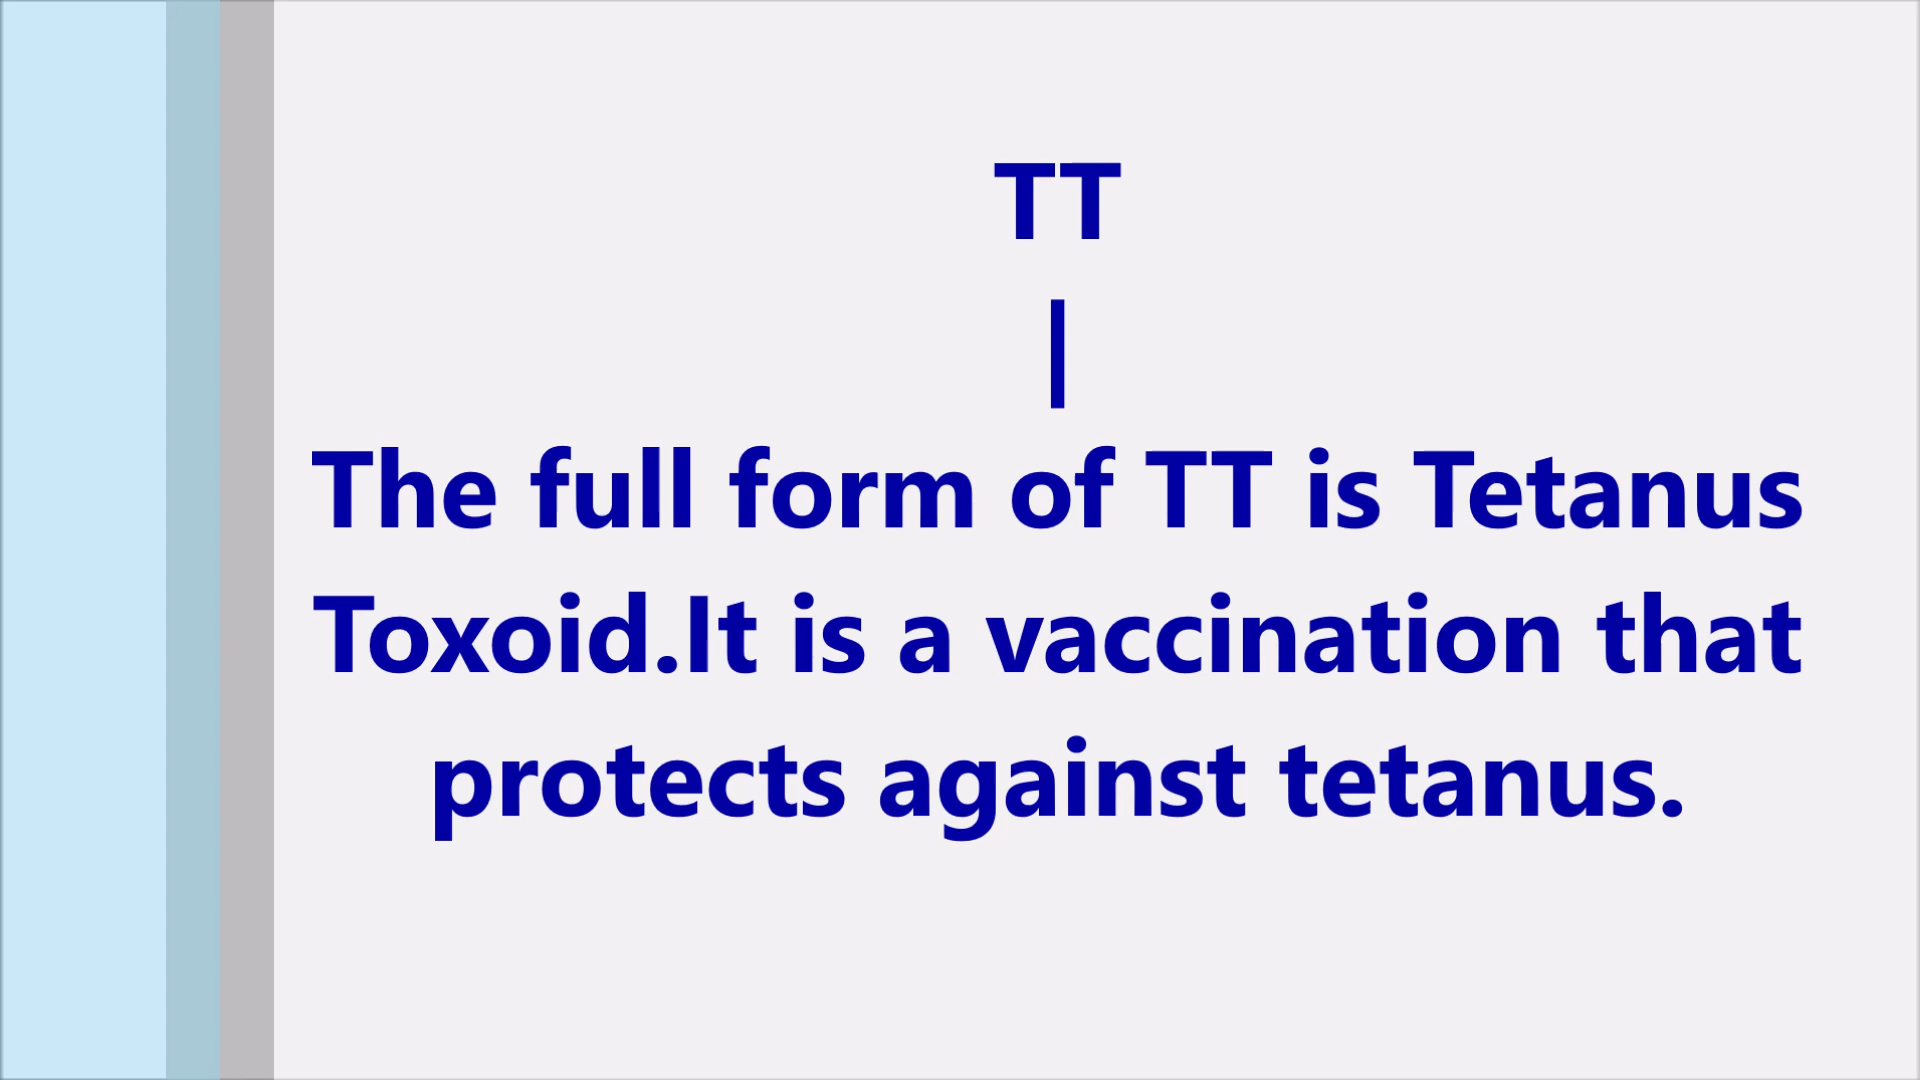 TT
|
The full form of TT is Tetanus
Toxoid.It is a vaccination that
protects against tetanus.